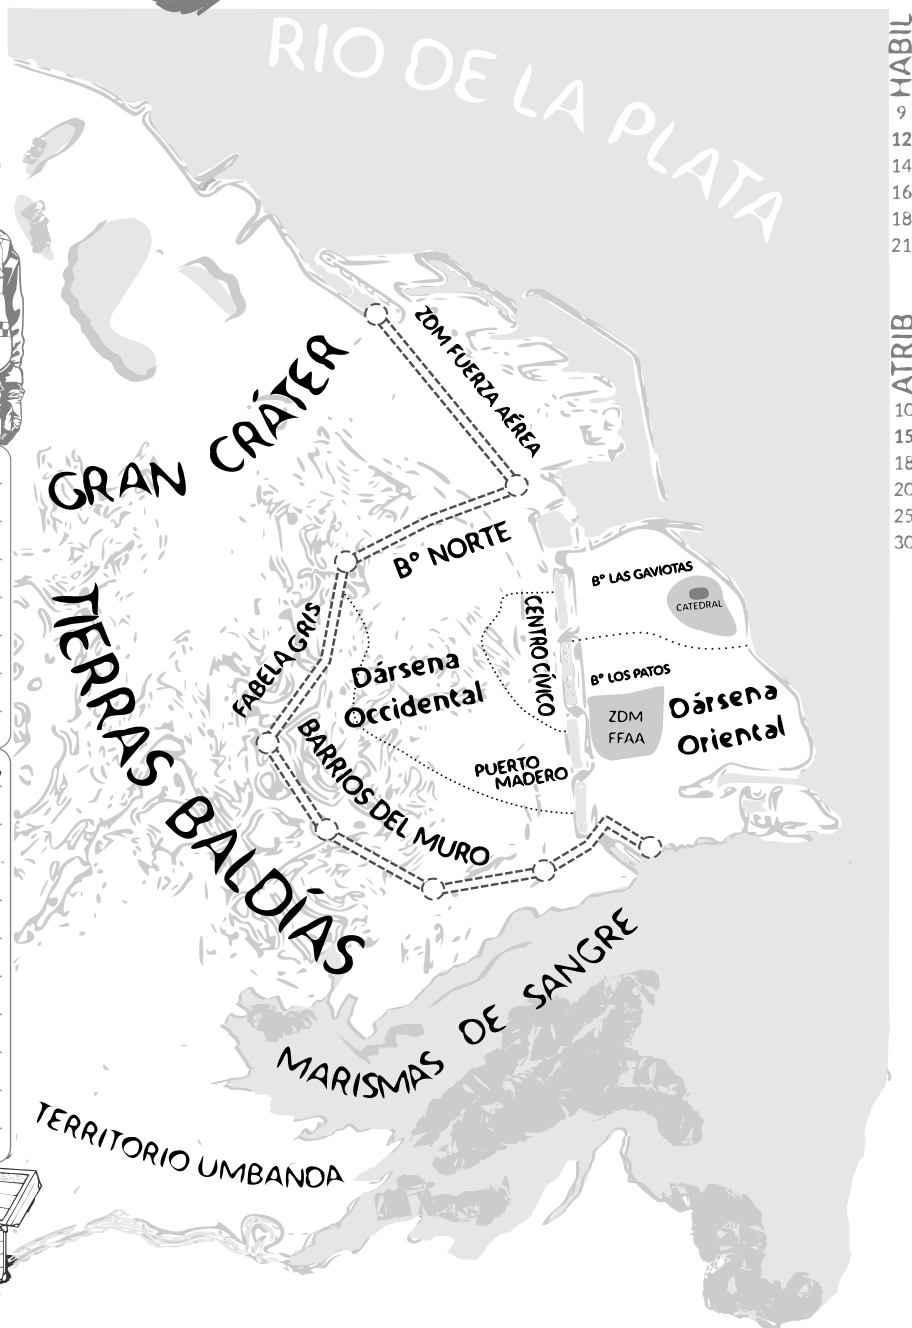 RIO DE LA PLATA
HABIL
9
12
14
16
18
21
ATRIB
10
15
18
20
25
30
ZDM FUERZA AÉREA
GRAN CRÁTER
Bº NORTE
Bº LAS GAVIOTAS
CATEDRAL
CENTRO CÍVICO
FABELA GRIS
TIERRAS BALDÍAS
Dársena
Occidental
Bº LOS PATOS
ZDM
FFAA
Dársena
Oriental
BARRIOS DEL MURO
PUERTO
MADERO
MARISMAS DE SANGRE
TERRITORIO UMBANDA